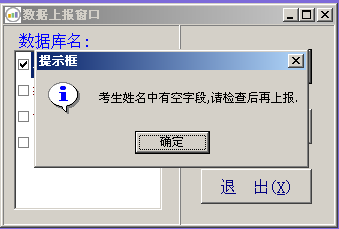 数据上报窗口
数据库名:
提示框
考生姓名中有空字段,请检查后再上报.
确定
退 出(X)